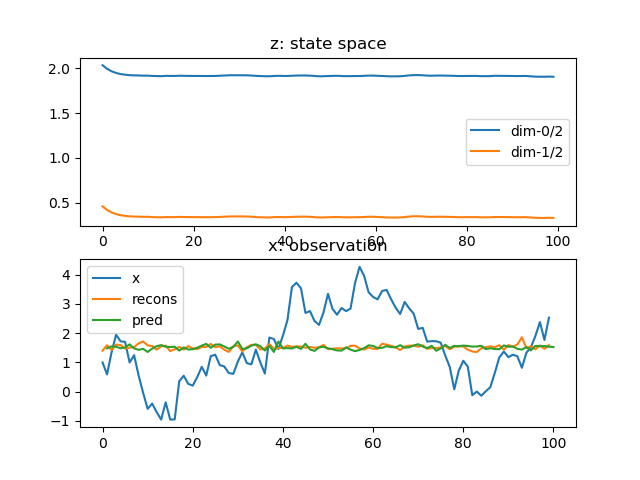 z: state space
2.0
1.5
1.0
0.5
dim-0/2
dim-1/2
0 20 40 60 80 100
x: observation
4
3
2
1
0
−1
x
recons
pred
0 20 40 60 80 100